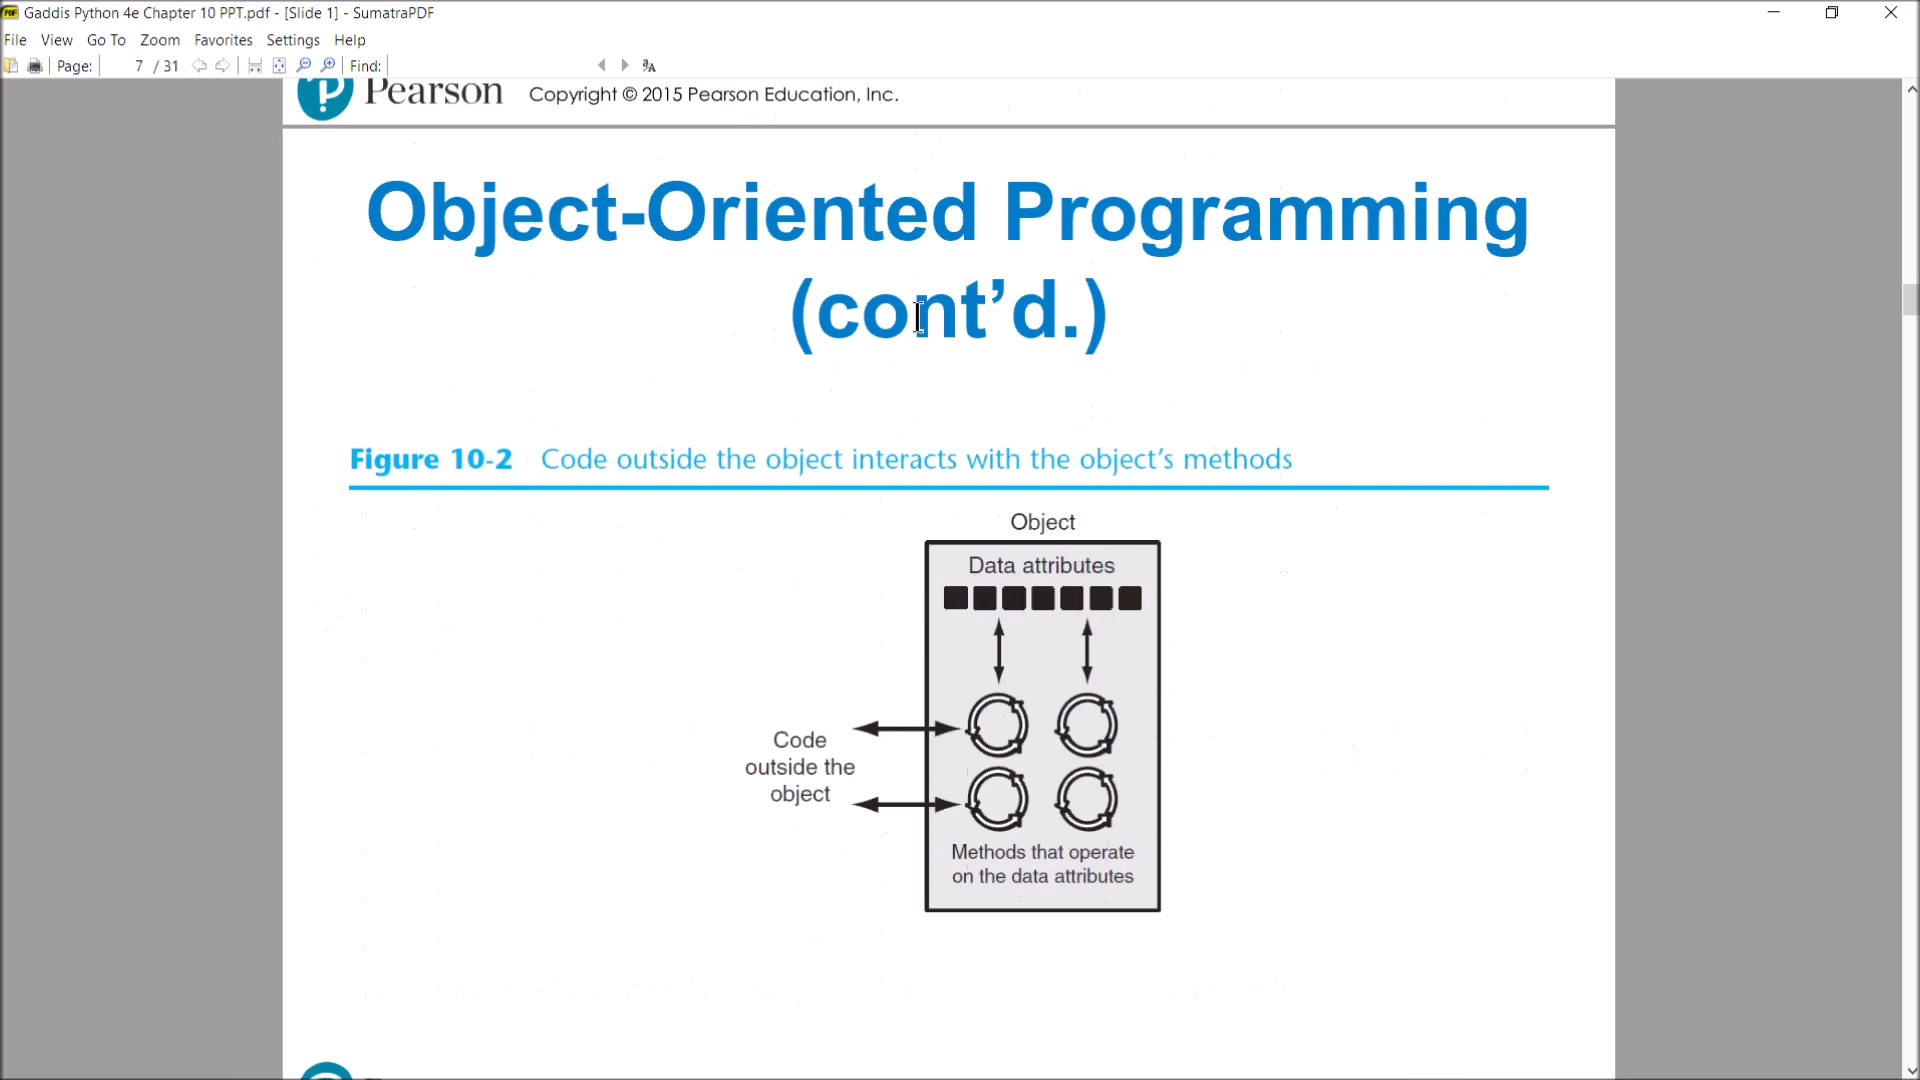 Gaddis Python 4e Chapter 10 PPT.pdf - [Slide 1] - SumatraPDF
File View Go To Zoom Favorites Settings Help
Page: 7 / 31 Find:
Pearson Copyright © 2015 Pearson Education, Inc.
Object-Oriented Programming
(cont’d.)
Figure 10-2 Code outside the object interacts with the object’s methods
Object
Data attributes
Code
outside the
object
Methods that operate
on the data attributes